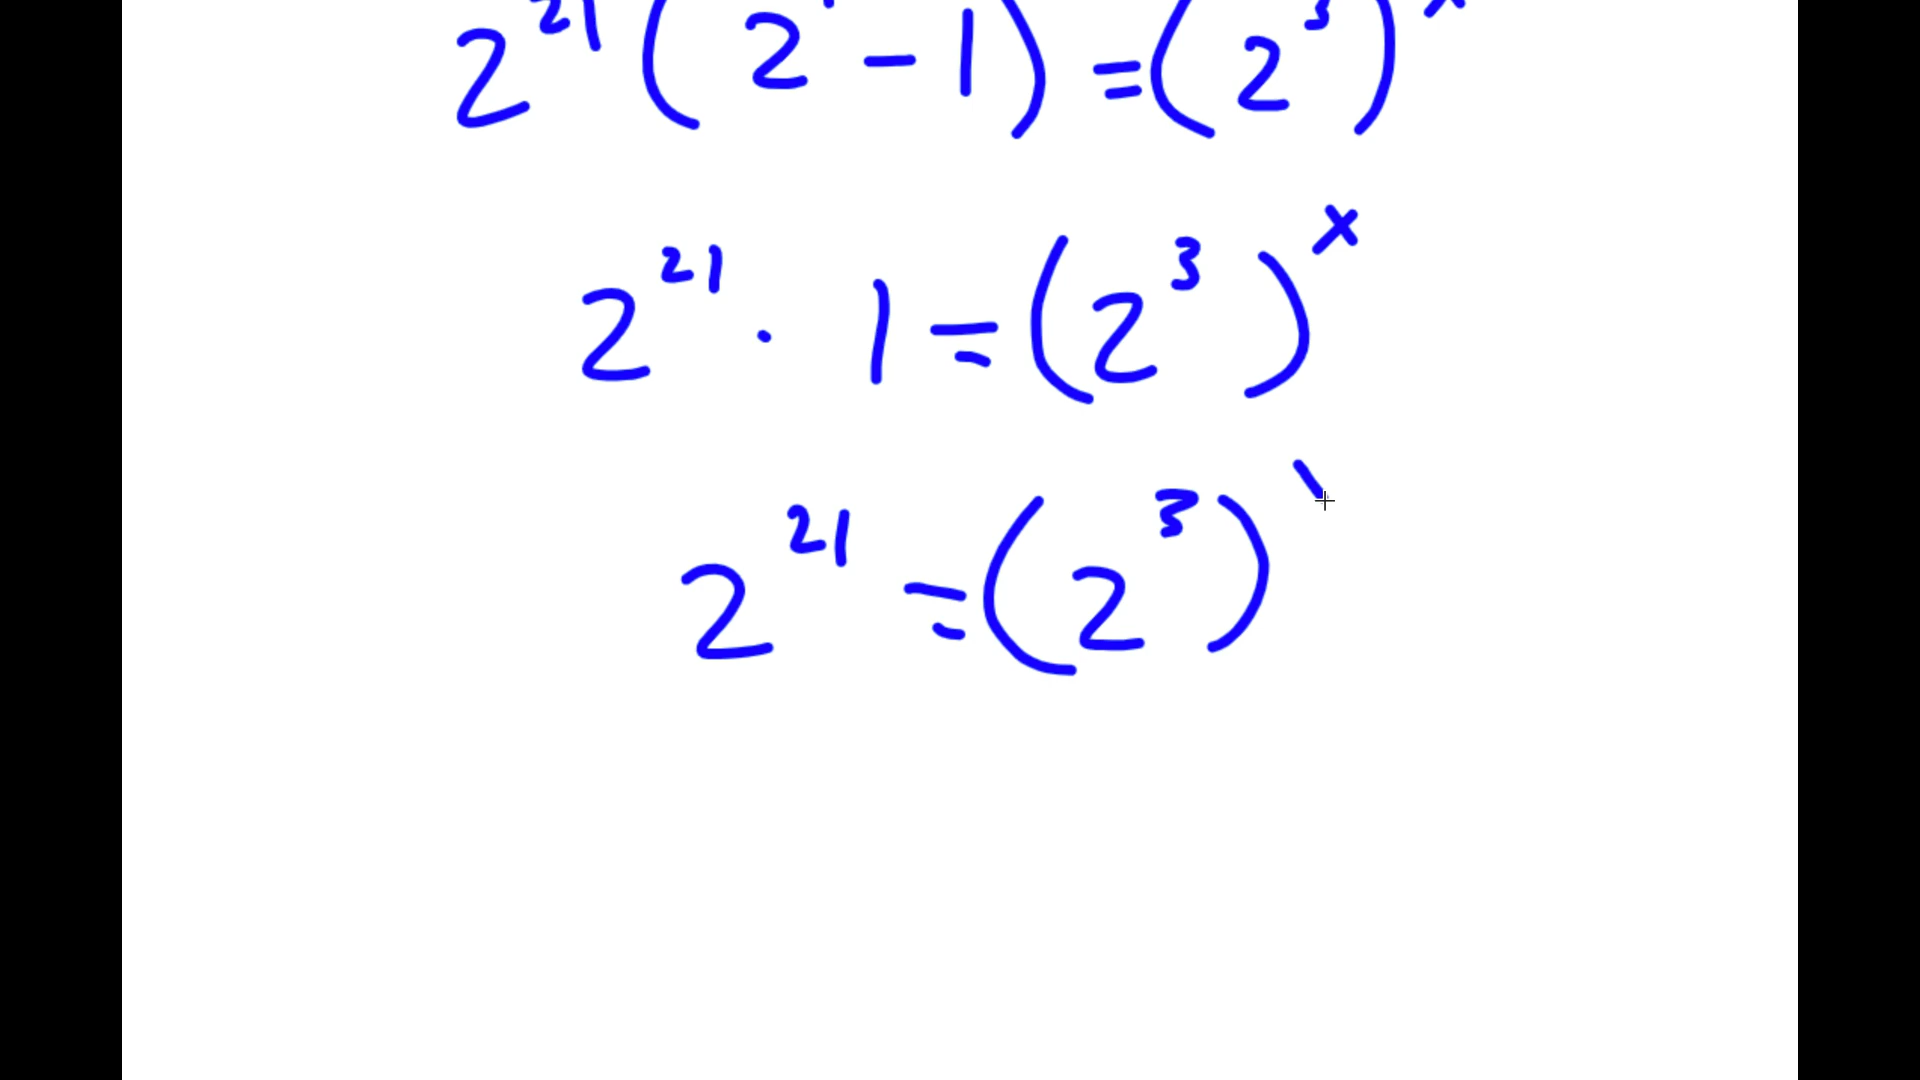 2^21 (2^1 - 1) = (2^3)^x
2^21 · 1 = (2^3)^x
2^21 = (2^3)^